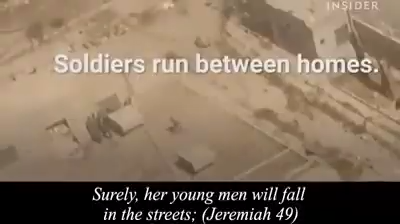 INSIDER
Soldiers run between homes.
Surely, her young men will fall
in the streets; (Jeremiah 49)